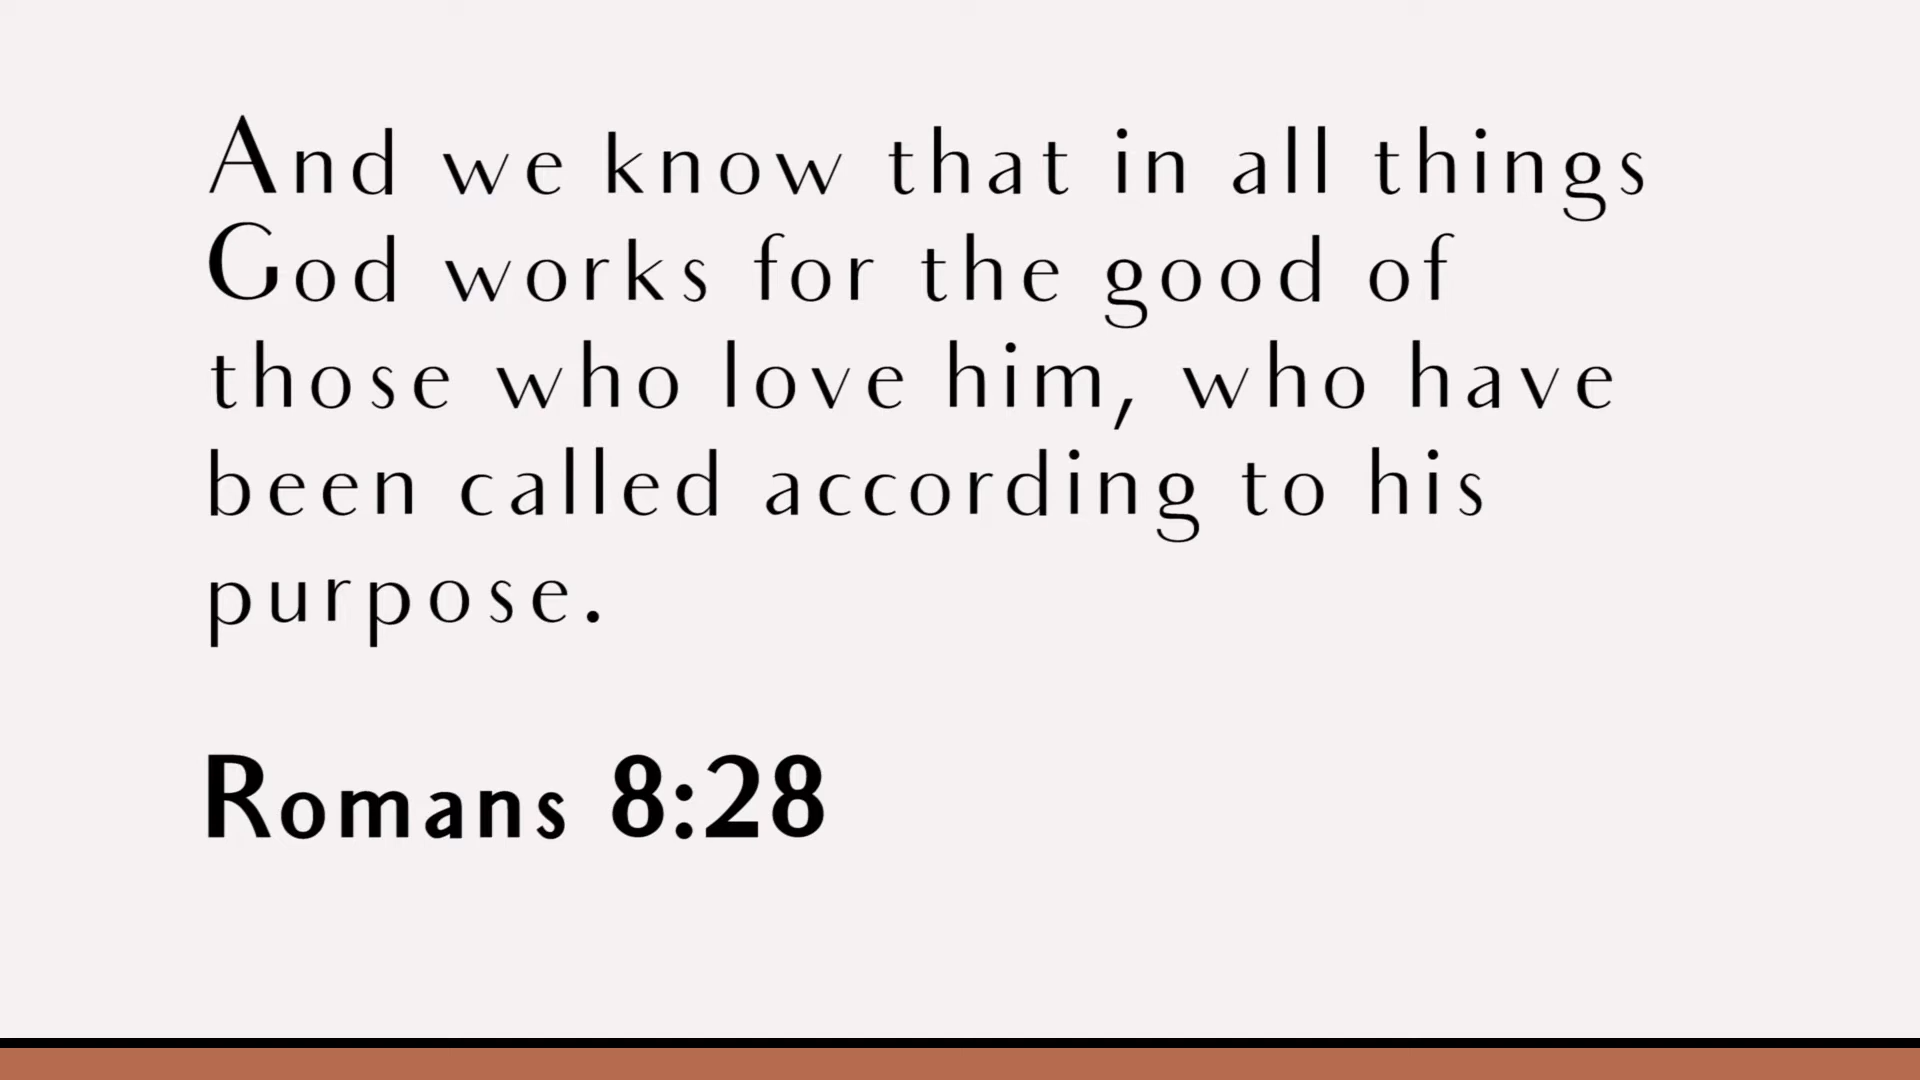 And we know that in all things
God works for the good of
those who love him, who have
been called according to his
purpose.
Romans 8:28